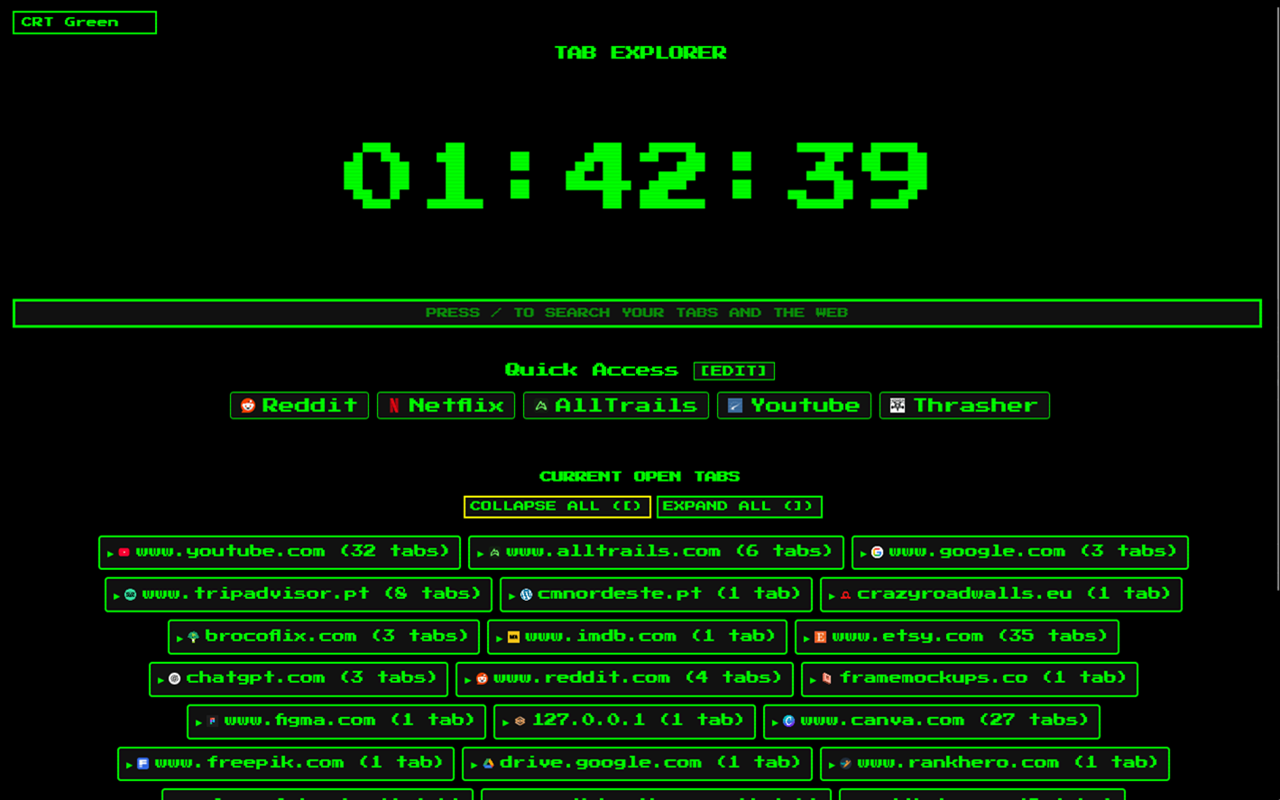 CRT Green
TAB EXPLORER
01:42:39
PRESS / TO SEARCH YOUR TABS AND THE WEB
Quick Access [EDIT]
Reddit Netflix AllTrails Youtube Thrasher
CURRENT OPEN TABS
COLLAPSE ALL ([) EXPAND ALL (])
www.youtube.com (32 tabs) www.alltrails.com (6 tabs) www.google.com (3 tabs)
www.tripadvisor.pt (8 tabs) cmnordeste.pt (1 tab) crazyroadwalls.eu (1 tab)
brocoflix.com (3 tabs) www.imdb.com (1 tab) www.etsy.com (35 tabs)
chatgpt.com (3 tabs) www.reddit.com (4 tabs) framemockups.co (1 tab)
www.figma.com (1 tab) 127.0.0.1 (1 tab) www.canva.com (27 tabs)
www.freepik.com (1 tab) drive.google.com (1 tab) www.rankhero.com (1 tab)